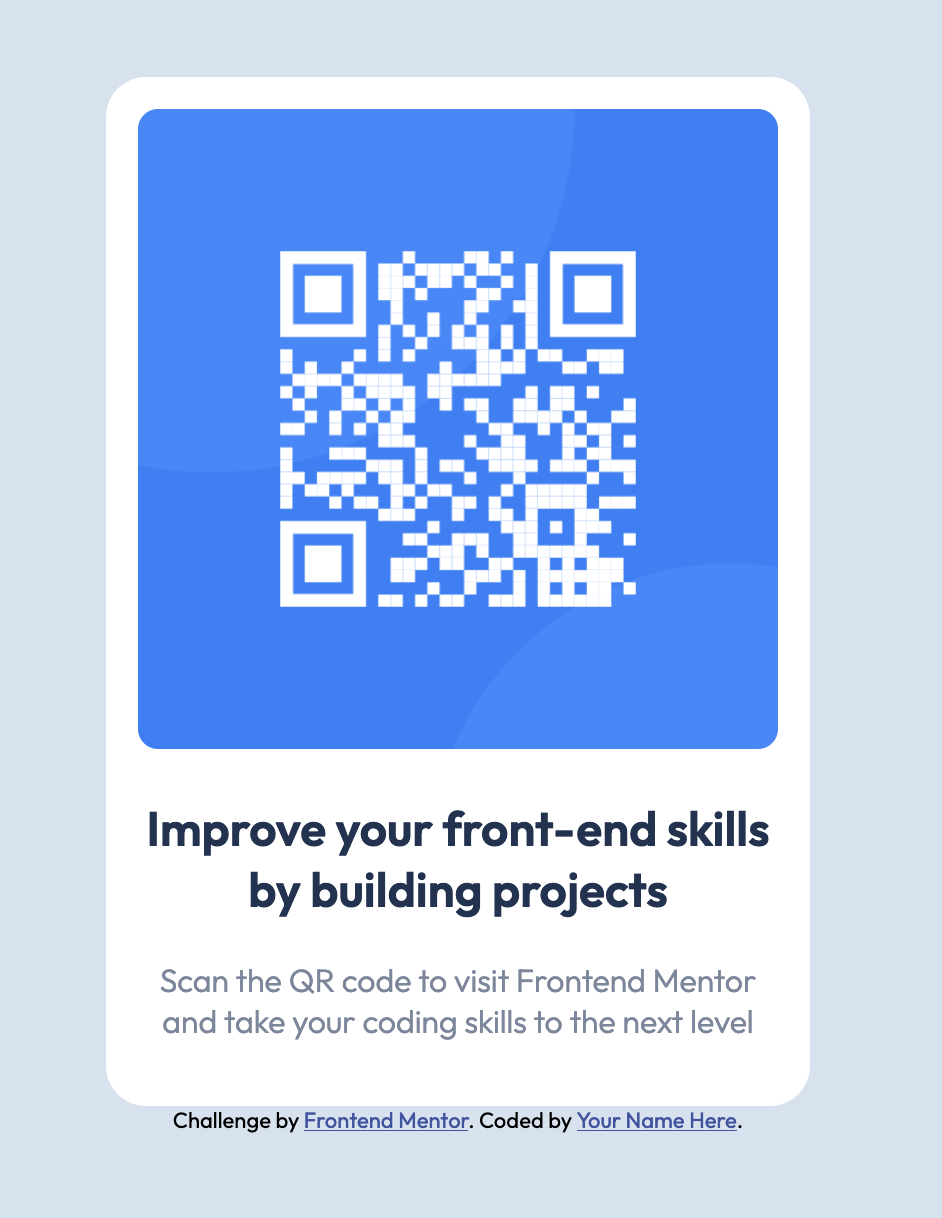 Improve your front-end skills
by building projects
Scan the QR code to visit Frontend Mentor
and take your coding skills to the next level
Challenge by Frontend Mentor. Coded by Your Name Here.